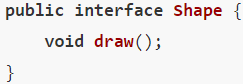 public interface Shape {
    void draw();
}